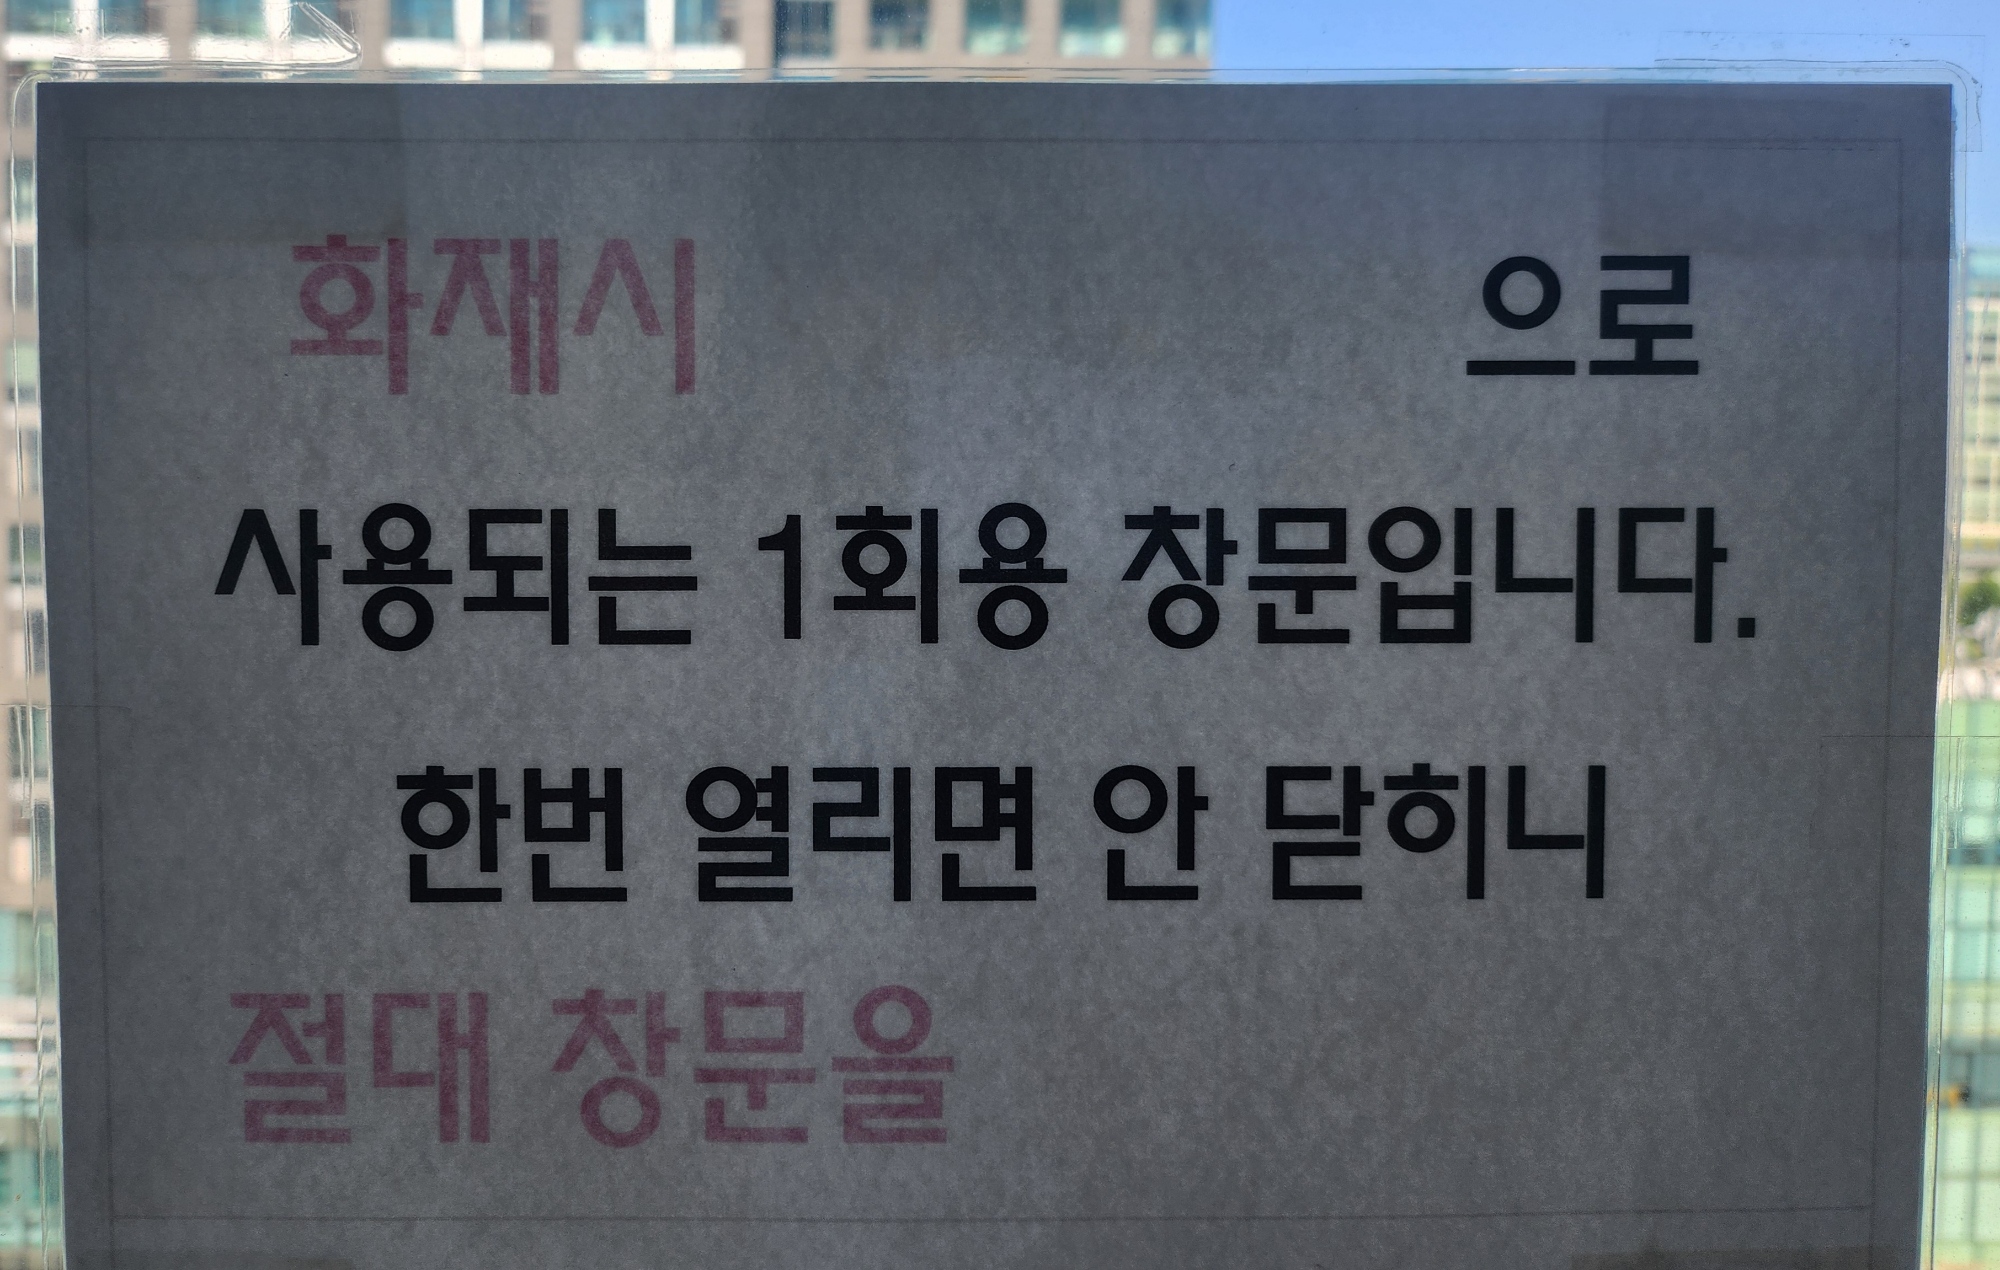 화재시 으로
사용되는 1회용 창문입니다.
한번 열리면 안 닫히니
절대 창문을